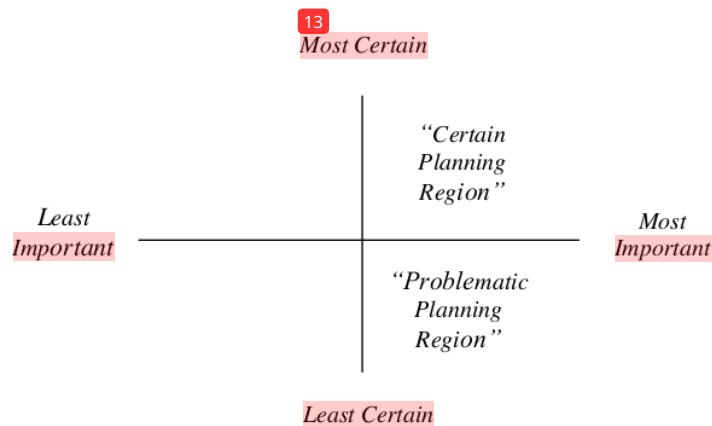 13
Most Certain
“Certain
Planning
Region”
Least
Important
Most
Important
“Problematic
Planning
Region”
Least Certain